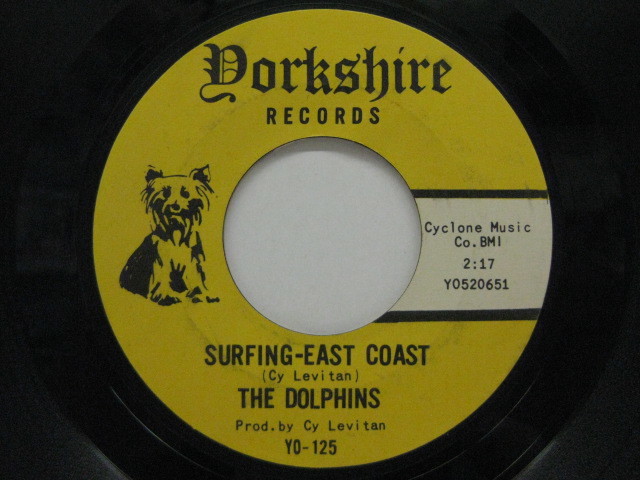 Yorkshire
RECORDS
Cyclone Music
Co.BMI
2:17
YO520651
SURFING-EAST COAST
(Cy Levitan)
THE DOLPHINS
Prod.by Cy Levitan
YO-125